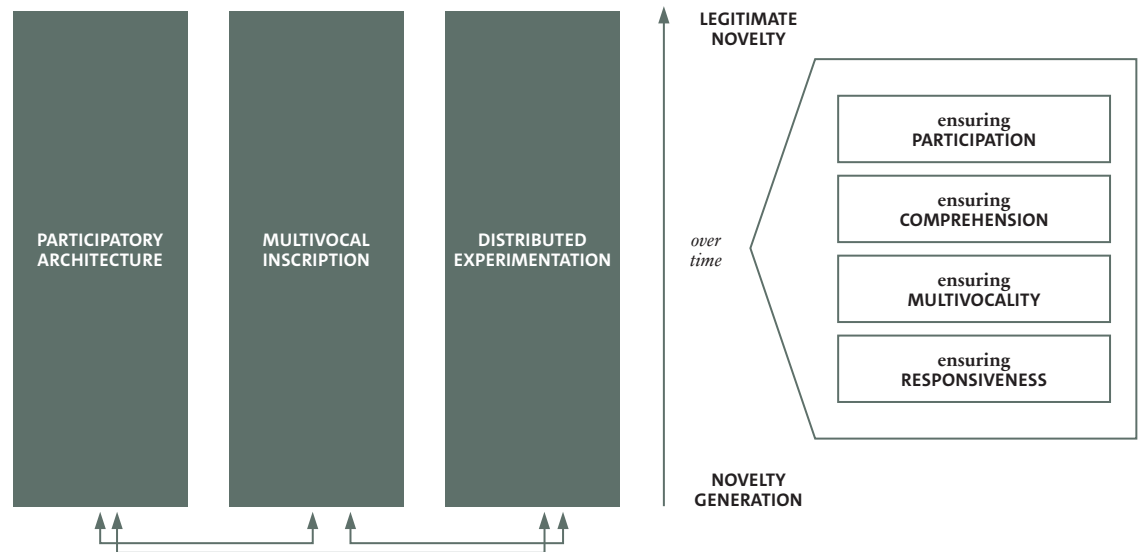 PARTICIPATORY
ARCHITECTURE
MULTIVOCAL
INSCRIPTION
DISTRIBUTED
EXPERIMENTATION
LEGITIMATE
NOVELTY
over
time
NOVELTY
GENERATION
ensuring
PARTICIPATION
ensuring
COMPREHENSION
ensuring
MULTIVOCALITY
ensuring
RESPONSIVENESS